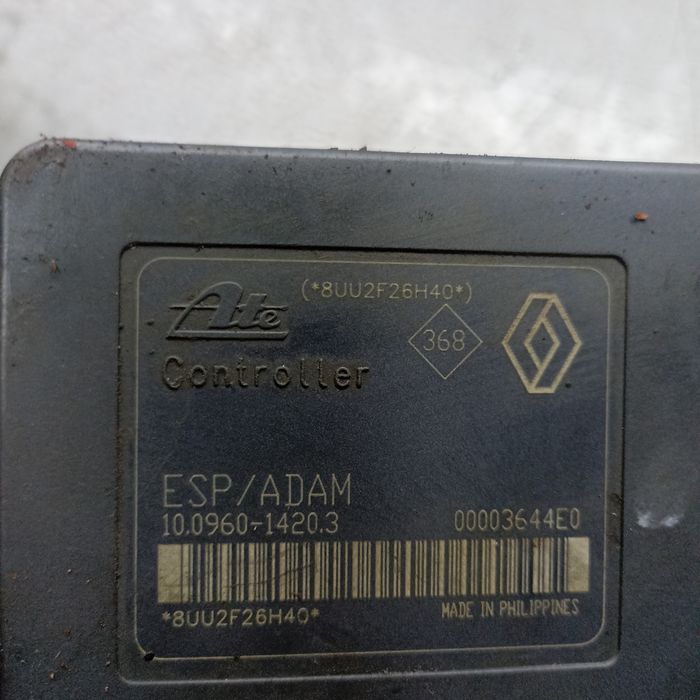 (*8UU2F26H40*)
Ate
368
Controller
ESP/ADAM
10.0960-1420.3 00003644E0
*8UU2F26H40*
MADE IN PHILIPPINES